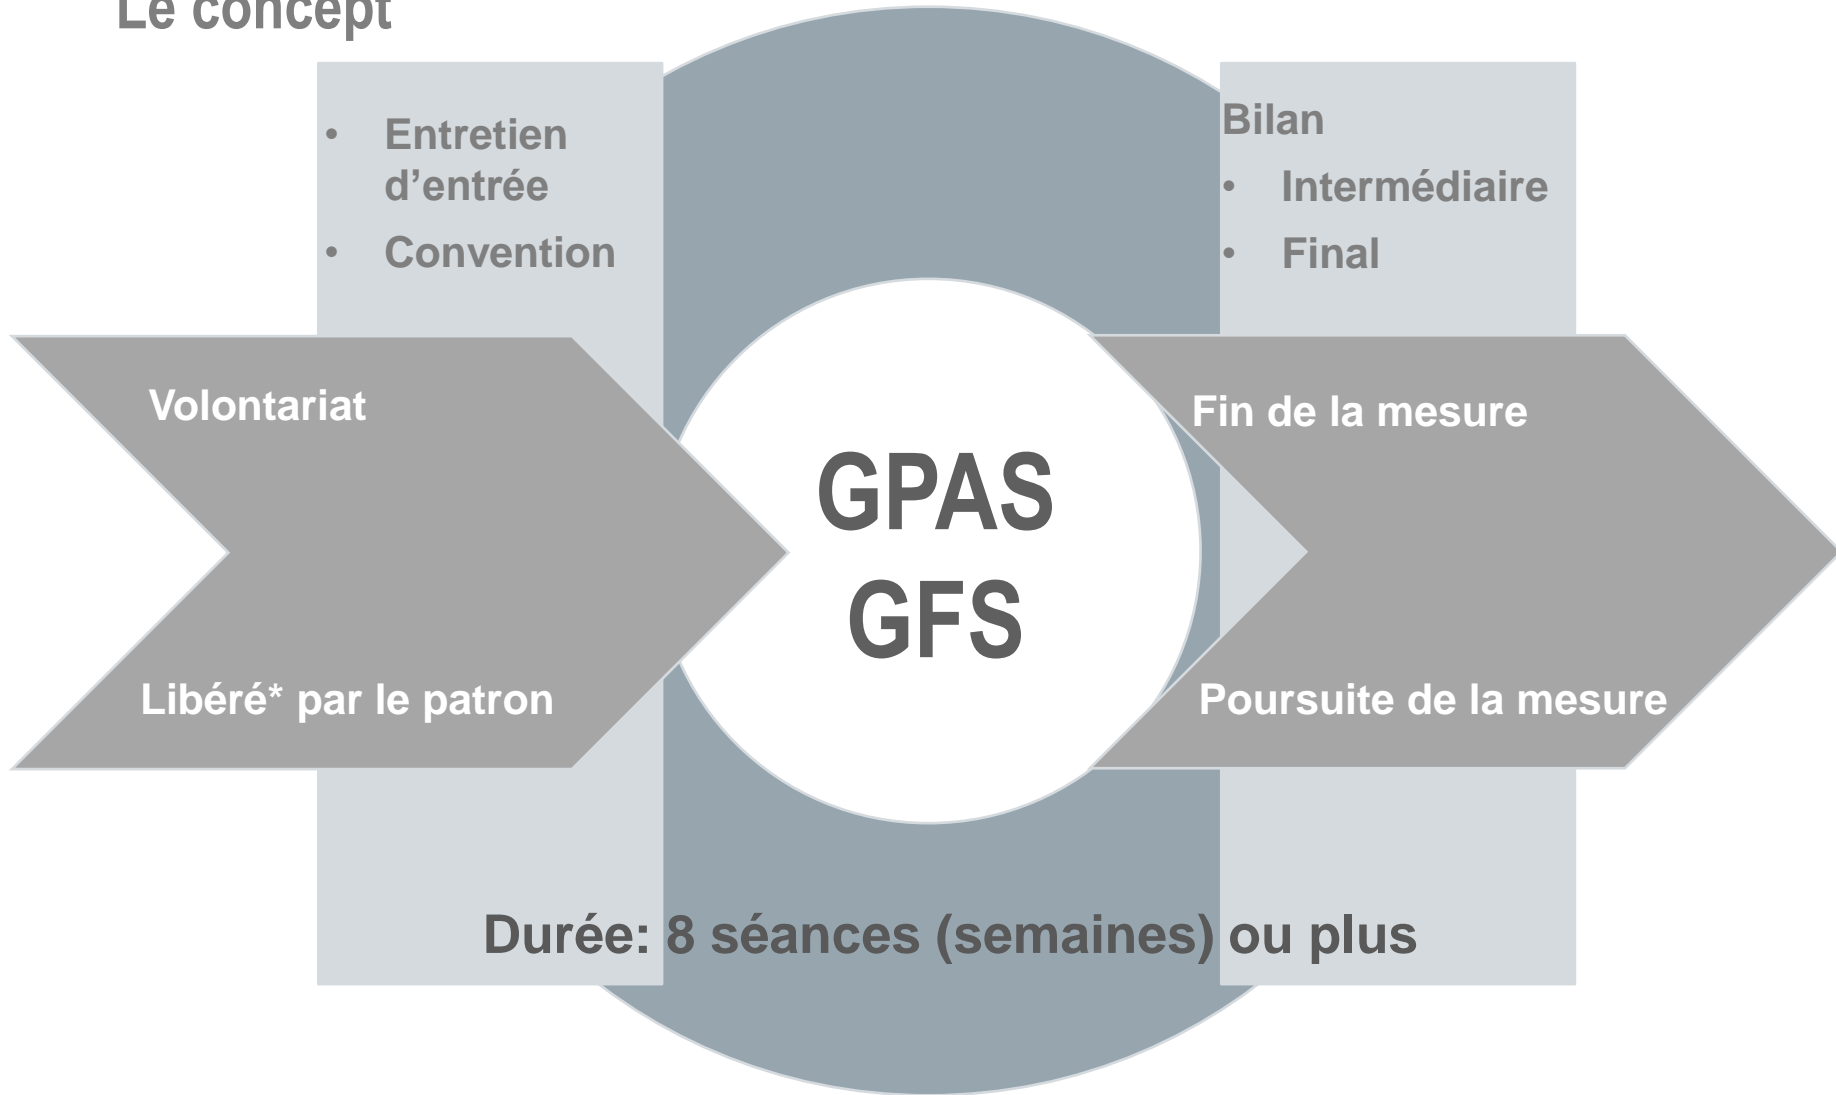 Le concept
• Entretien
d’entrée
• Convention
Volontariat
Libéré* par le patron
GPAS
GFS
Bilan
• Intermédiaire
• Final
Fin de la mesure
Poursuite de la mesure
Durée: 8 séances (semaines) ou plus